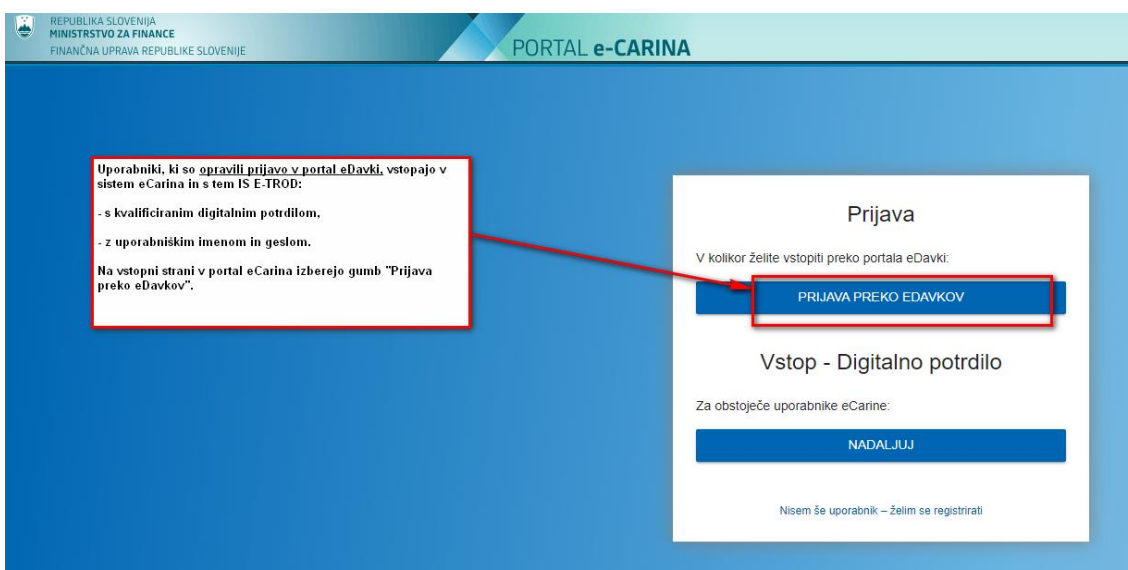 REPUBLIKA SLOVENIJA
MINISTRSTVO ZA FINANCE
FINANČNA UPRAVA REPUBLIKE SLOVENIJE
PORTAL e-CARINA
Uporabniki, ki so opravili prijavo v portal eDavki, vstopajo v
sistem eCarina in s tem IS E-TROD:
- s kvalificiranim digitalnim potrdilom,
- z uporabniškim imenom in geslom.
Na vstopni strani v portal eCarina izberejo gumb "Prijava
preko eDavkov".
Prijava
V kolikor želite vstopiti preko portala eDavki:
PRIJAVA PREKO EDAVKOV
Vstop - Digitalno potrdilo
Za obstoječe uporabnike eCarine:
NADALJUJ
Nisem še uporabnik – želim se registrirati